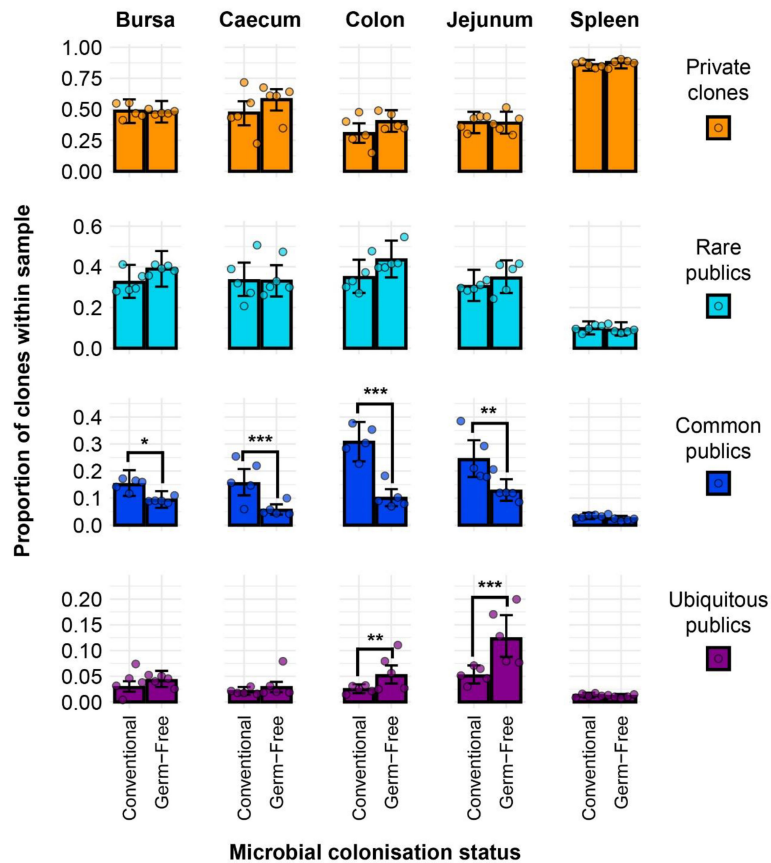 Bursa Caecum Colon Jejunum Spleen
1.00
0.75
0.50
0.25
0.00
Private
clones
0.6
0.4
0.2
0.0
Rare
publics
Proportion of clones within sample
0.4
0.3
0.2
0.1
0.0
* *** *** **
Common
publics
0.20
0.15
0.10
0.05
0.00
** ***
Ubiquitous
publics
Conventional
Germ-Free
Conventional
Germ-Free
Conventional
Germ-Free
Conventional
Germ-Free
Conventional
Germ-Free
Microbial colonisation status